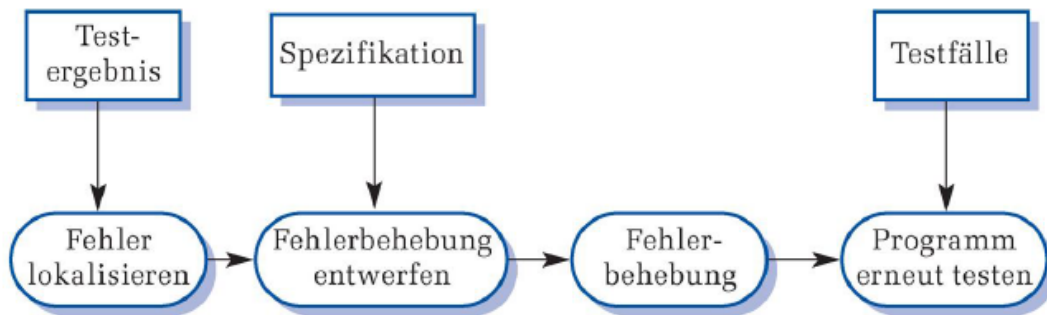 Test-
ergebnis
Spezifikation
Testfälle
Fehler
lokalisieren
Fehlerbehebung
entwerfen
Fehler-
behebung
Programm
erneut testen